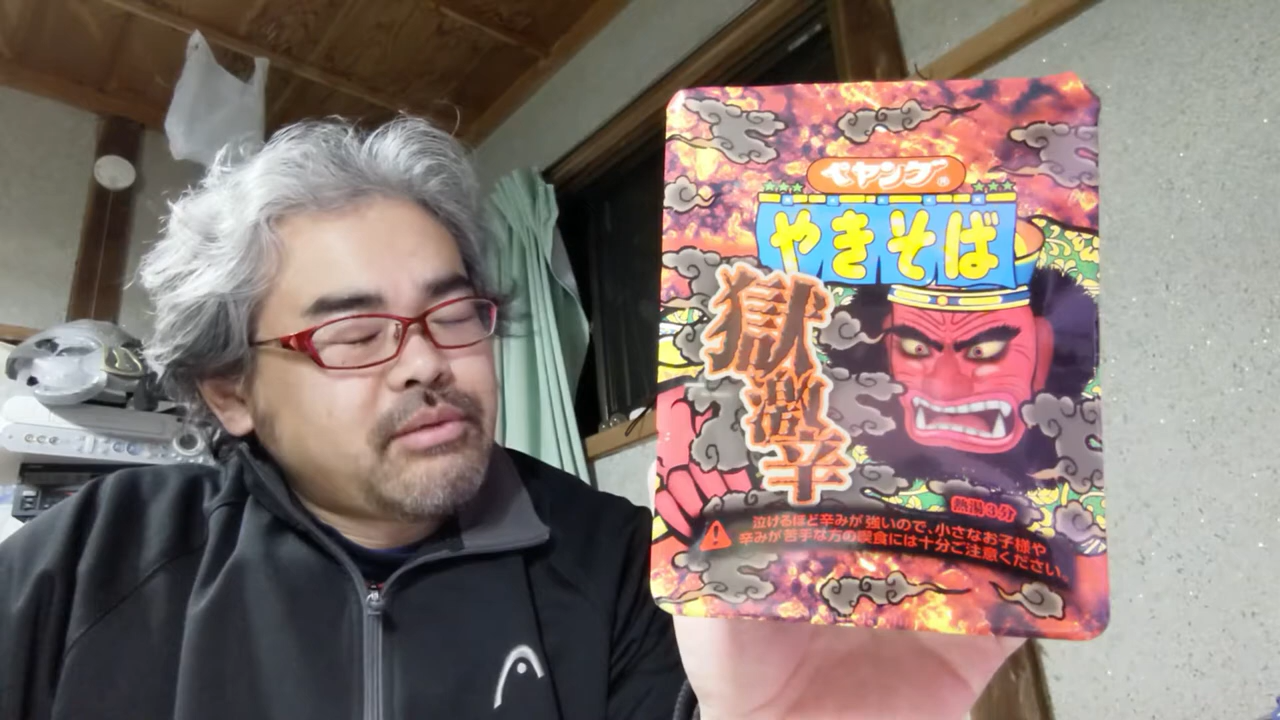 ペヤング
やきそば
獄激辛
熱湯3分
泣けるほど辛みが強いので、小さなお子様や
辛みが苦手な方の喫食には十分ご注意ください。